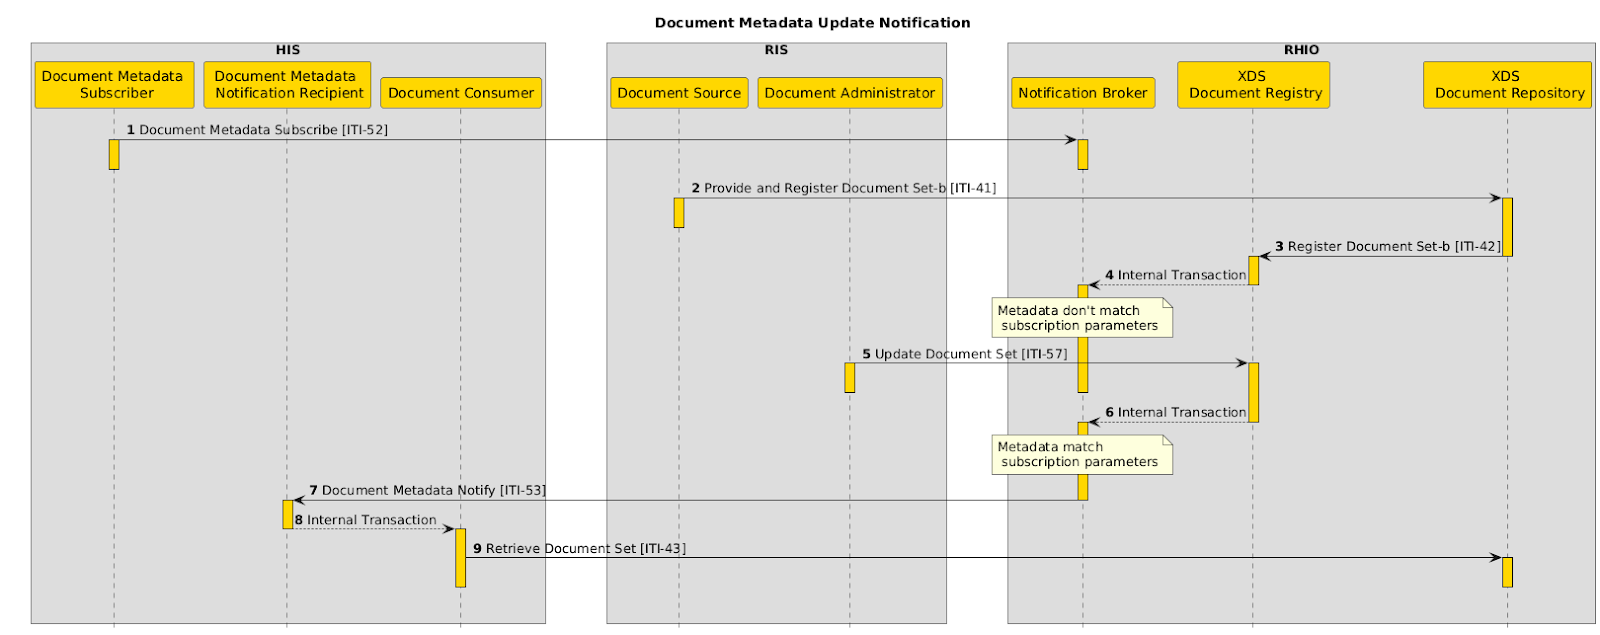 Document Metadata Update Notification
HIS
RIS
RHIO
Document Metadata
Subscriber
Document Metadata
Notification Recipient
Document Consumer
Document Source
Document Administrator
Notification Broker
XDS
Document Registry
XDS
Document Repository
1 Document Metadata Subscribe [ITI-52]
2 Provide and Register Document Set-b [ITI-41]
3 Register Document Set-b [ITI-42]
4 Internal Transaction
Metadata don't match
subscription parameters
5 Update Document Set [ITI-57]
6 Internal Transaction
Metadata match
subscription parameters
7 Document Metadata Notify [ITI-53]
8 Internal Transaction
9 Retrieve Document Set [ITI-43]